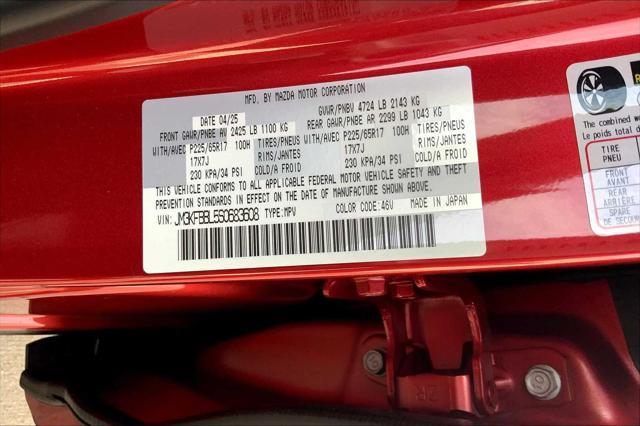 MFD. BY MAZDA MOTOR CORPORATION
DATE 04/25 GVWR/PNBV 4724 LB 2143 KG
FRONT GAWR/PNBE AV 2425 LB 1100 KG REAR GAWR/PNBE AR 2299 LB 1043 KG
WITH/AVEC P225/65R17 100H TIRES/PNEUS WITH/AVEC P225/65R17 100H TIRES/PNEUS
17X7J RIMS/JANTES 17X7J RIMS/JANTES
230 KPA/34 PSI COLD/A FROID 230 KPA/34 PSI COLD/A FROID
THIS VEHICLE CONFORMS TO ALL APPLICABLE FEDERAL MOTOR VEHICLE SAFETY AND THEFT
PREVENTION STANDARDS IN EFFECT ON THE DATE OF MANUFACTURE SHOWN ABOVE.
VIN: JM3KFBBL5S0683608 TYPE:MPV COLOR CODE:46V MADE IN JAPAN
The combined w
Le poids total
TIRE
PNEU
FRONT
AVANT
REAR
ARRIÈRE
SPARE
DE SECOUR
2R